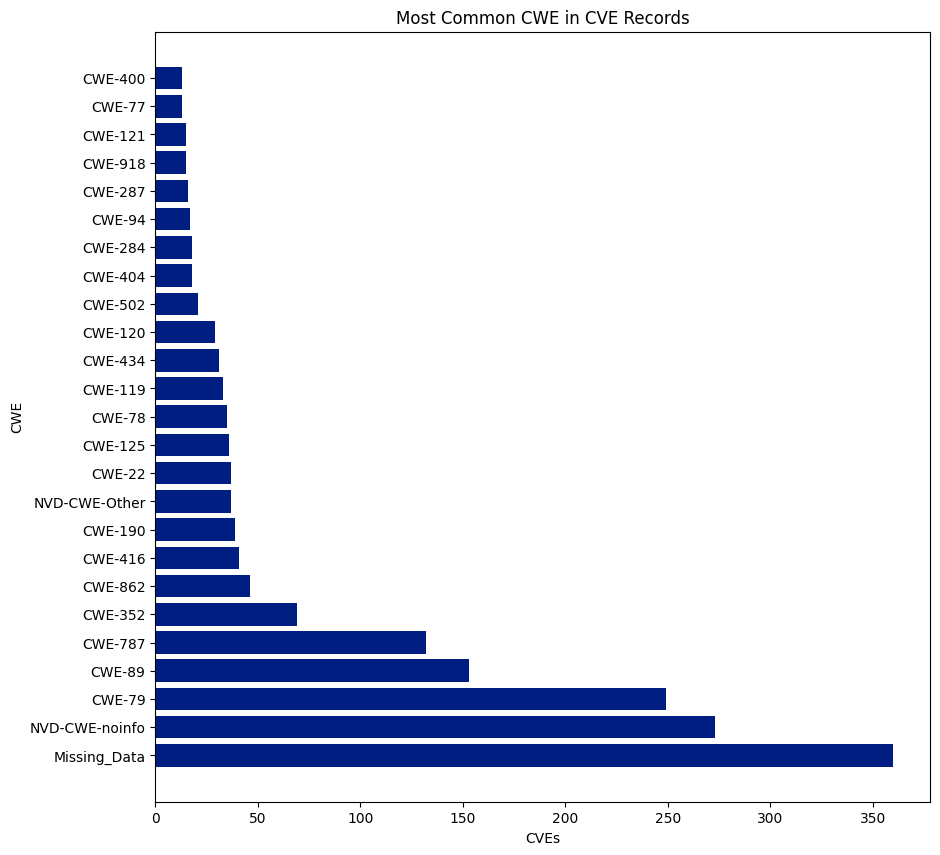 Most Common CWE in CVE Records
CWE-400
CWE-77
CWE-121
CWE-918
CWE-287
CWE-94
CWE-284
CWE-404
CWE-502
CWE-120
CWE-434
CWE-119
CWE-78
CWE-125
CWE-22
NVD-CWE-Other
CWE-190
CWE-416
CWE-862
CWE-352
CWE-787
CWE-89
CWE-79
NVD-CWE-noinfo
Missing_Data
CWE
0 50 100 150 200 250 300 350
CVEs